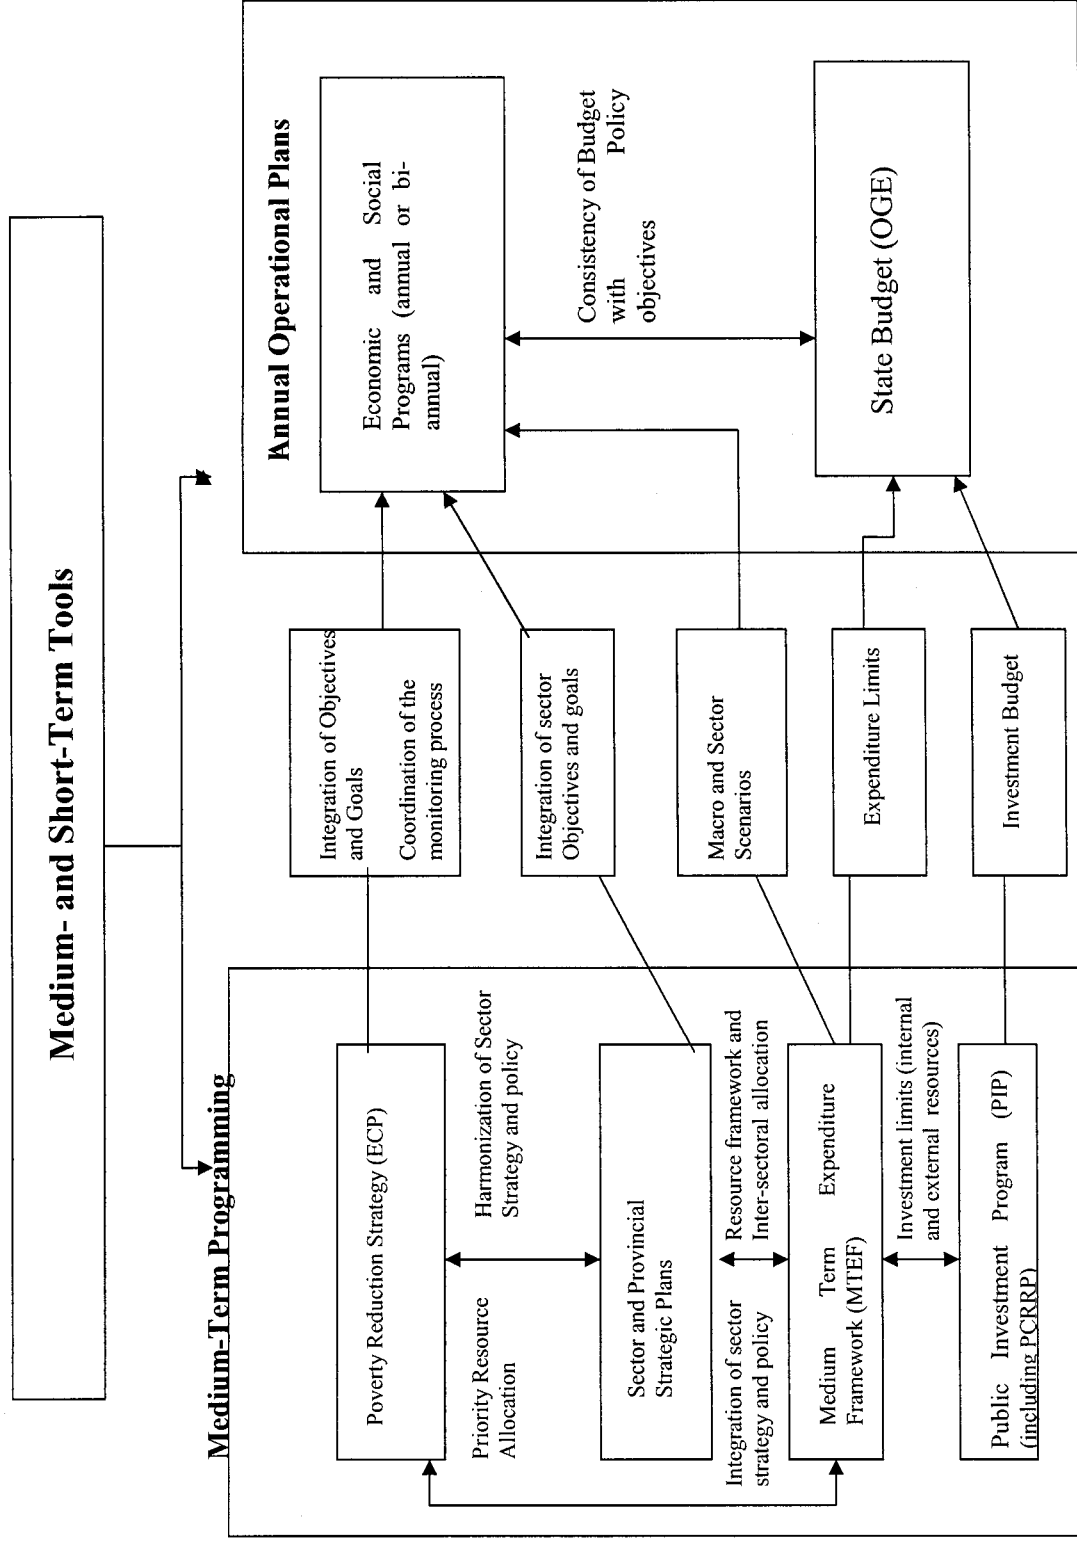 Medium- and Short-Term Tools
Medium-Term Programming
Poverty Reduction Strategy (ECP)
Priority Resource
Allocation
Harmonization of Sector
Strategy and policy
Sector and Provincial
Strategic Plans
Integration of sector
strategy and policy
Resource framework and
Inter-sectoral allocation
Medium Term Expenditure
Framework (MTEF)
Investment limits (internal
and external resources)
Public Investment Program (PIP)
(including PCRRP)
Integration of Objectives
and Goals
Coordination of the
monitoring process
Integration of sector
Objectives and goals
Macro and Sector
Scenarios
Expenditure Limits
Investment Budget
Annual Operational Plans
Economic and Social
Programs (annual or bi-
annual)
Consistency of Budget
with Policy
objectives
State Budget (OGE)